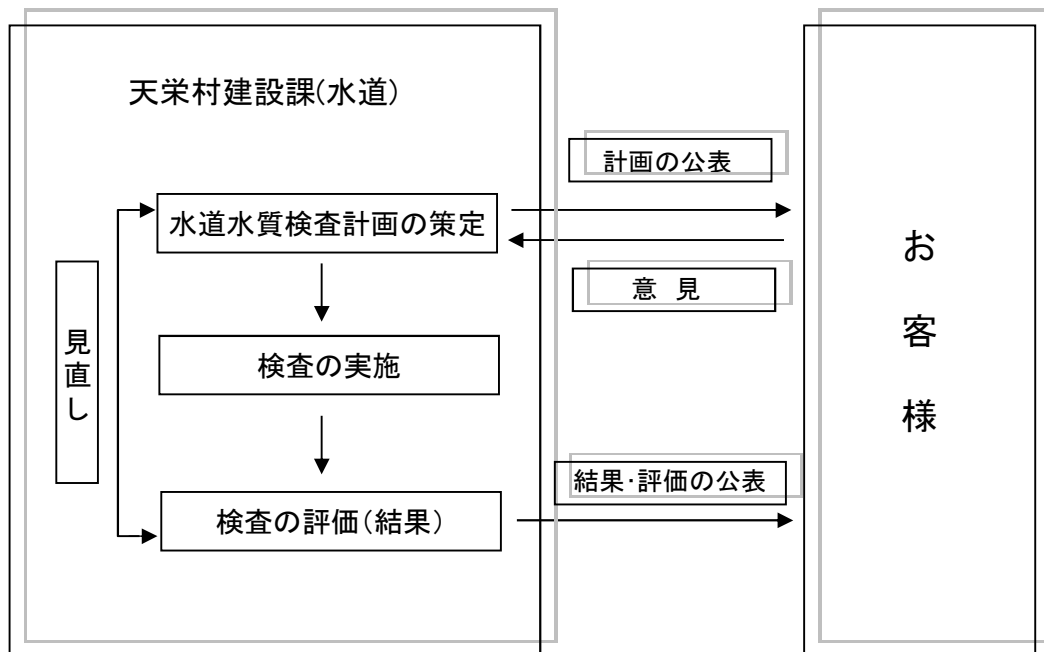 天栄村建設課(水道)
計画の公表
水道水質検査計画の策定
意 見
お客様
見直し
検査の実施
結果・評価の公表
検査の評価(結果)